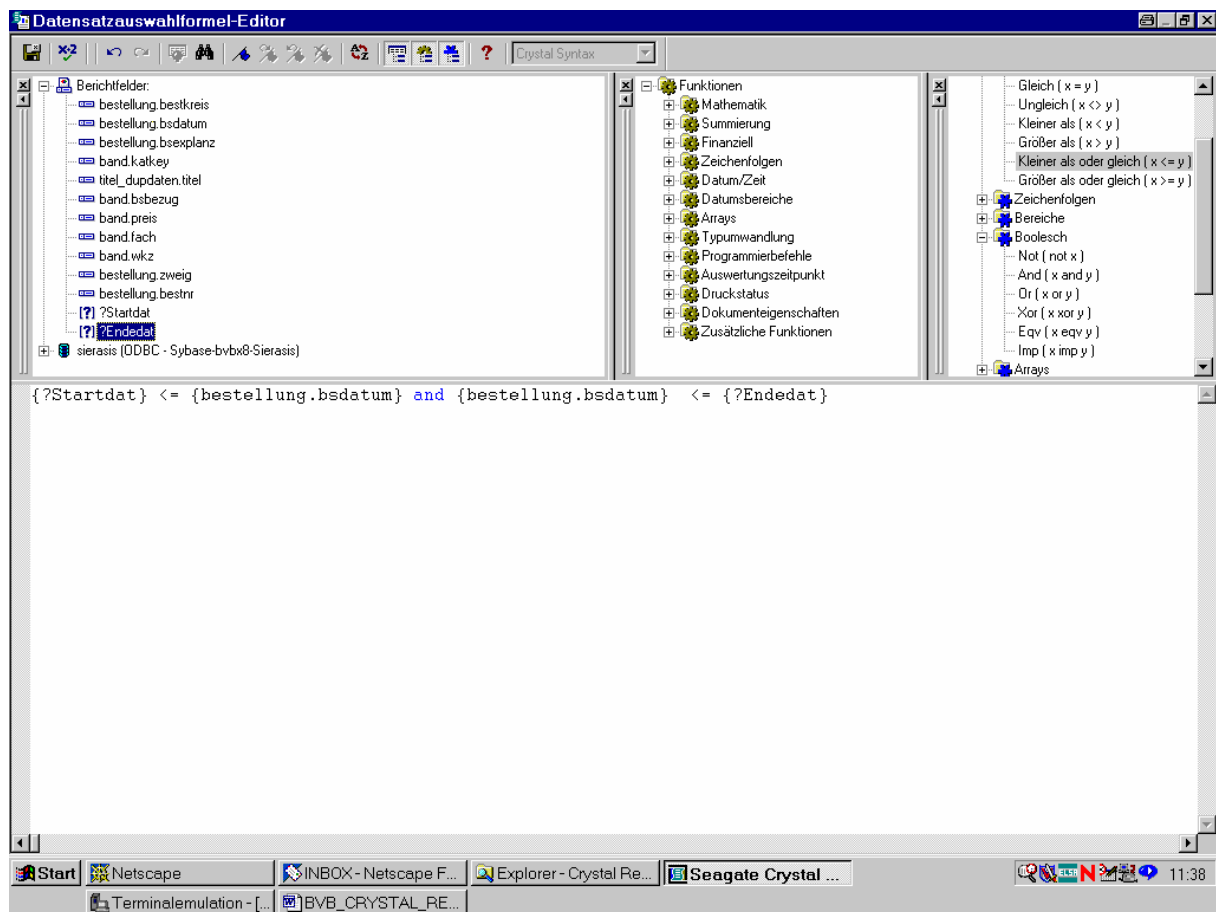 Datensatzauswahlformel-Editor
X·2
A
Z
?
Crystal Syntax
Berichtfelder:
bestellung.bestkreis
bestellung.bsdatum
bestellung.bsexplanz
band.katkey
titel_dupdaten.titel
band.bsbezug
band.preis
band.fach
band.wkz
bestellung.zweig
bestellung.bestnr
[?] ?Startdat
[?] ?Endedat
sierasis (ODBC - Sybase-bvbx8-Sierasis)
Funktionen
Mathematik
Summierung
Finanziell
Zeichenfolgen
Datum/Zeit
Datumsbereiche
Arrays
Typumwandlung
Programmierbefehle
Auswertungszeitpunkt
Druckstatus
Dokumenteigenschaften
Zusätzliche Funktionen
Gleich ( x = y )
Ungleich ( x <> y )
Kleiner als ( x < y )
Größer als ( x > y )
Kleiner als oder gleich ( x <= y )
Größer als oder gleich ( x >= y )
Zeichenfolgen
Bereiche
Boolesch
Not ( not x )
And ( x and y )
Or ( x or y )
Xor ( x xor y )
Eqv ( x eqv y )
Imp ( x imp y )
Arrays
{?Startdat} <= {bestellung.bsdatum} and {bestellung.bsdatum}  <= {?Endedat}
Start
Netscape
INBOX - Netscape F...
Explorer - Crystal Re...
Seagate Crystal ...
ELSA
N
11:38
Terminalemulation - [...
BVB_CRYSTAL_RE...